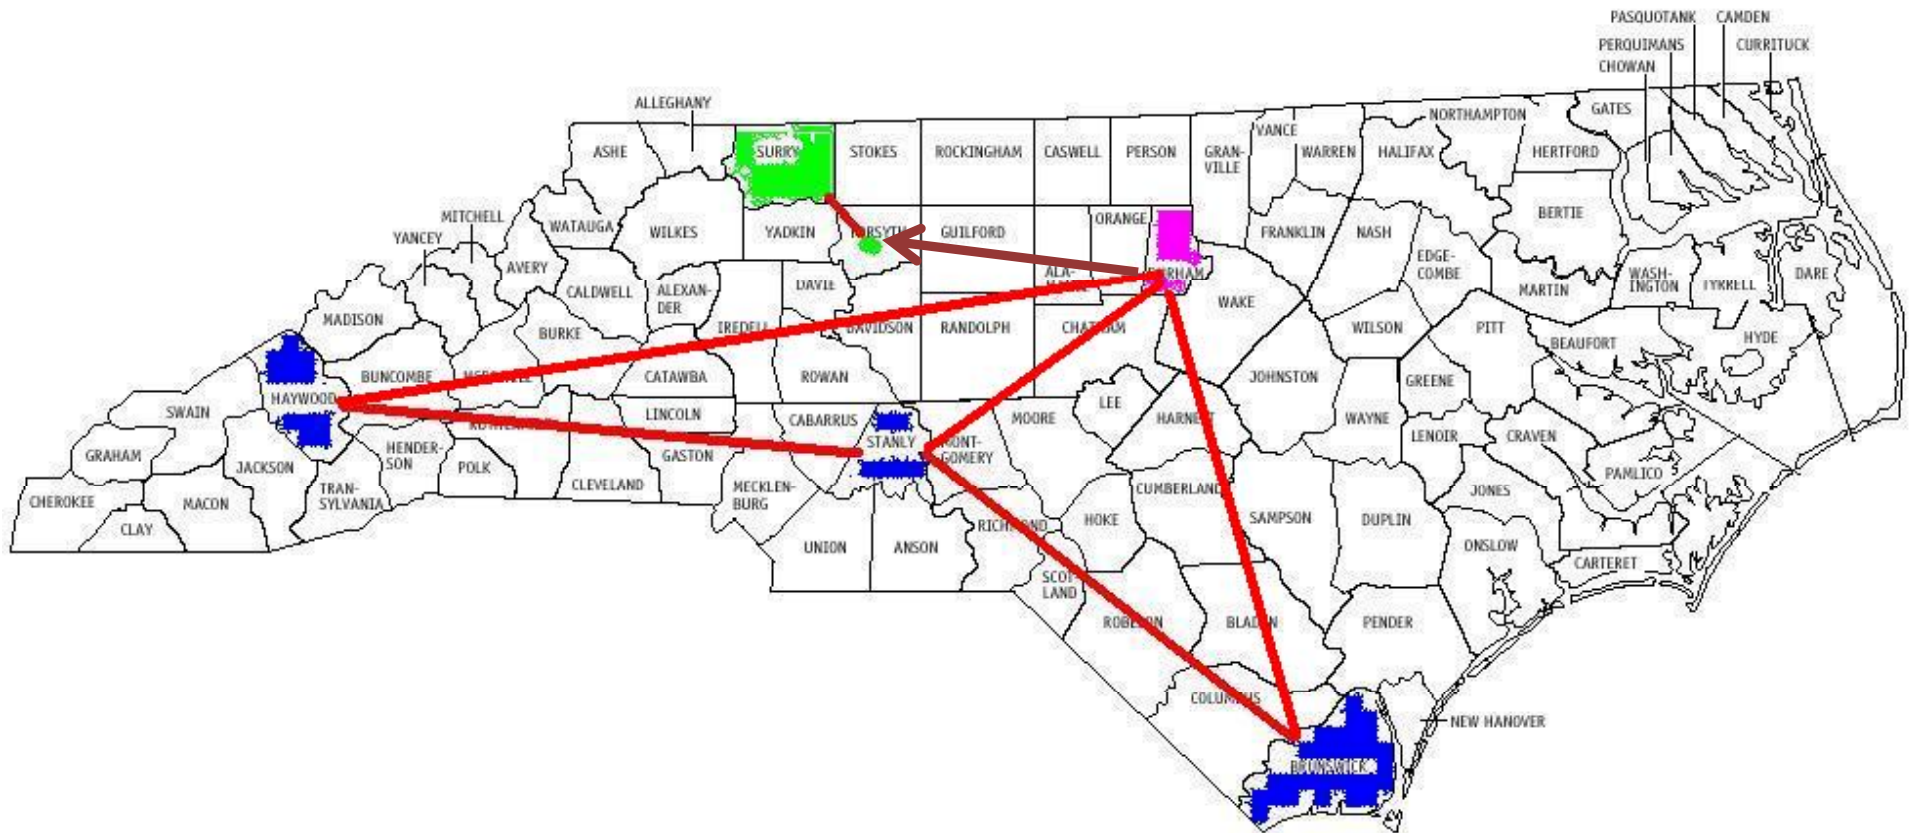 PASQUOTANK
CAMDEN
PERQUIMANS
CURRITUCK
CHOWAN
ALLEGHANY
ASHE
SURRY
STOKES
ROCKINGHAM
CASWELL
PERSON
GRAN-
VILLE
VANCE
WARREN
HALIFAX
NORTHAMPTON
GATES
HERTFORD
BERTIE
MITCHELL
YANCEY
WATAUGA
WILKES
YADKIN
GUILFORD
ORANGE
FRANKLIN
NASH
EDGE-
COMBE
MARTIN
WASH-
INGTON
TYRRELL
DARE
AVERY
CALDWELL
ALEXAN-
DER
DAVIE
WAKE
MADISON
BURKE
IREDELL
DAVIDSON
RANDOLPH
WILSON
PITT
BEAUFORT
HYDE
BUNCOMBE
CATAWBA
ROWAN
JOHNSTON
GREENE
HAYWOOD
SWAIN
LINCOLN
CABARRUS
STANLY
MONT-
GOMERY
MOORE
LEE
WAYNE
LENOIR
CRAVEN
PAMLICO
GRAHAM
JACKSON
HENDER-
SON
POLK
CLEVELAND
GASTON
MECKLEN-
BURG
CUMBERLAND
SAMPSON
DUPLIN
JONES
CHEROKEE
CLAY
MACON
TRAN-
SYLVANIA
UNION
ANSON
HOKE
SCOT-
LAND
ONSLOW
CARTERET
PENDER
NEW HANOVER
BRUNSWICK